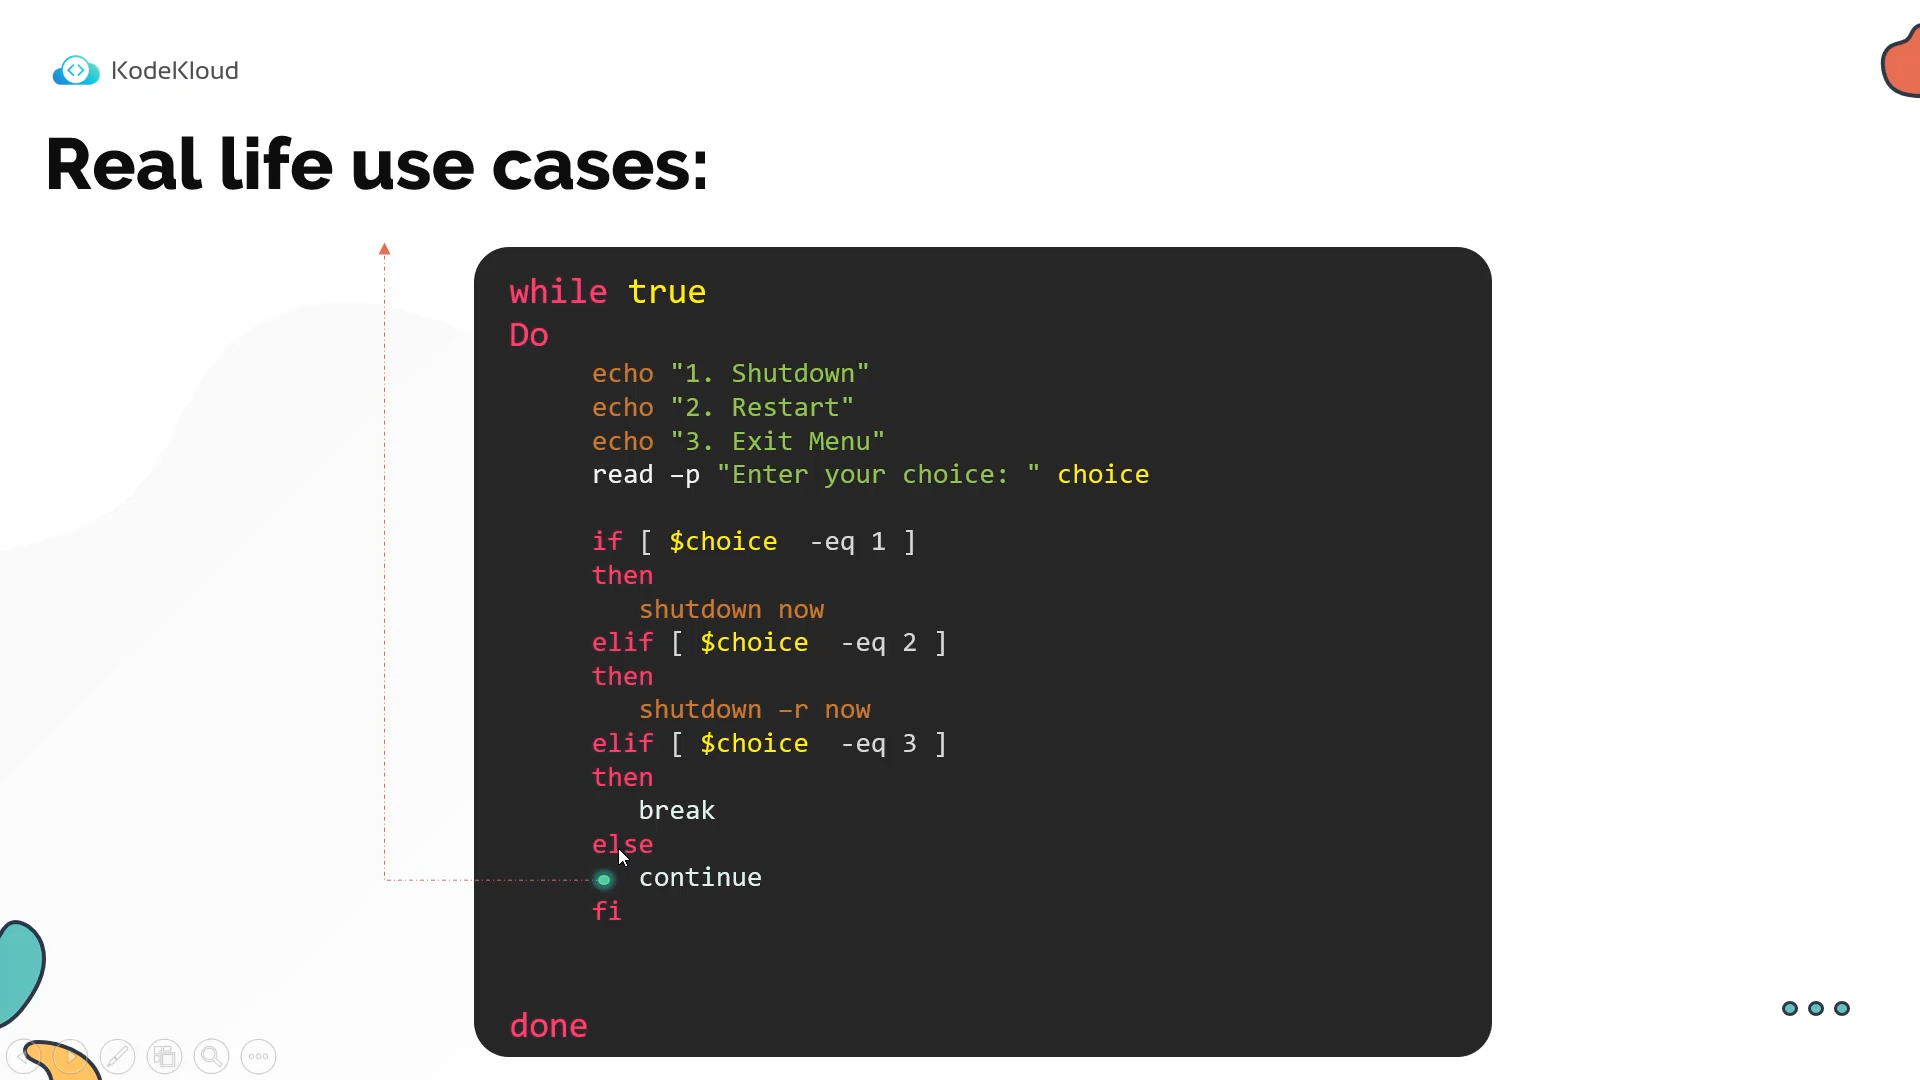 KodeKloud
Real life use cases:
while true
Do
echo "1. Shutdown"
echo "2. Restart"
echo "3. Exit Menu"
read –p "Enter your choice: " choice
if [ $choice  -eq 1 ]
then
shutdown now
elif [ $choice  -eq 2 ]
then
shutdown –r now
elif [ $choice  -eq 3 ]
then
break
else
continue
fi
done